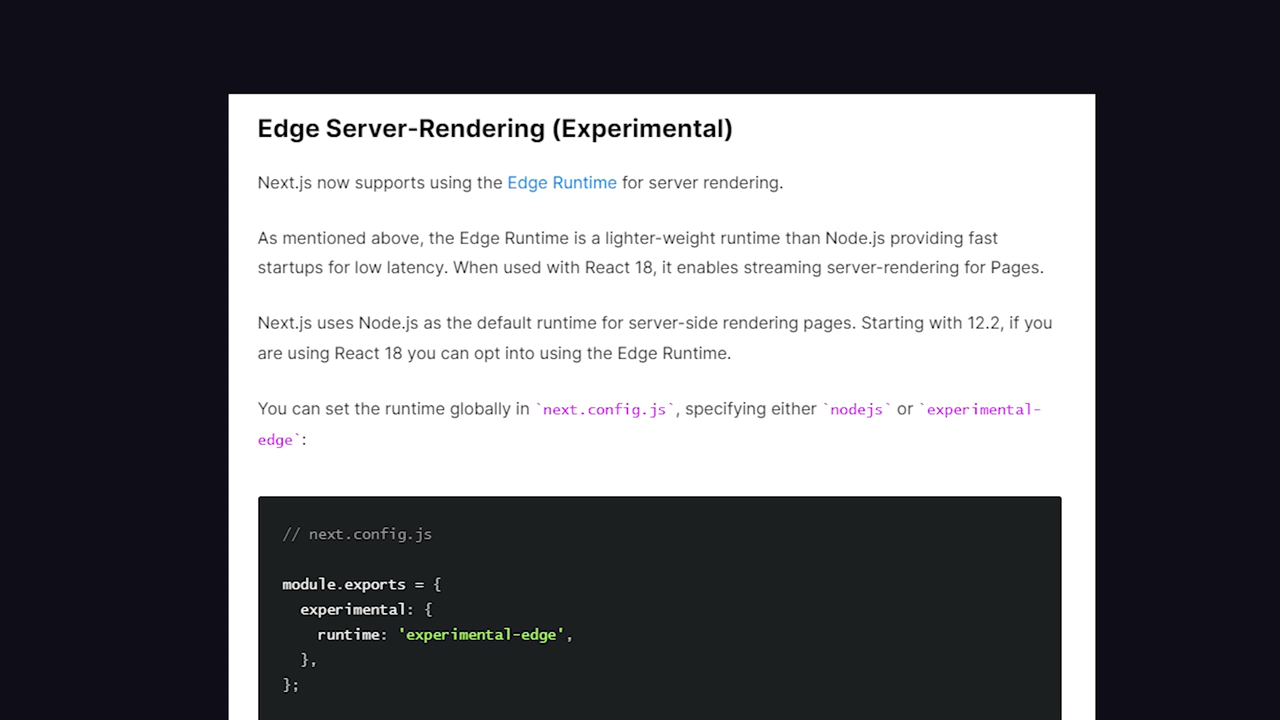 Edge Server-Rendering (Experimental)
Next.js now supports using the Edge Runtime for server rendering.
As mentioned above, the Edge Runtime is a lighter-weight runtime than Node.js providing fast
startups for low latency. When used with React 18, it enables streaming server-rendering for Pages.
Next.js uses Node.js as the default runtime for server-side rendering pages. Starting with 12.2, if you
are using React 18 you can opt into using the Edge Runtime.
You can set the runtime globally in `next.config.js`, specifying either `nodejs` or `experimental-
edge`:
// next.config.js
module.exports = {
  experimental: {
    runtime: 'experimental-edge',
  },
};